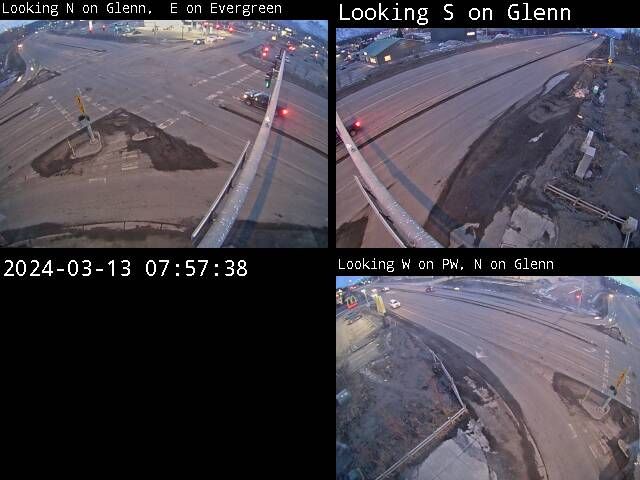 Looking N on Glenn,  E on Evergreen
Looking S on Glenn
2024-03-13 07:57:38
Looking W on PW, N on Glenn